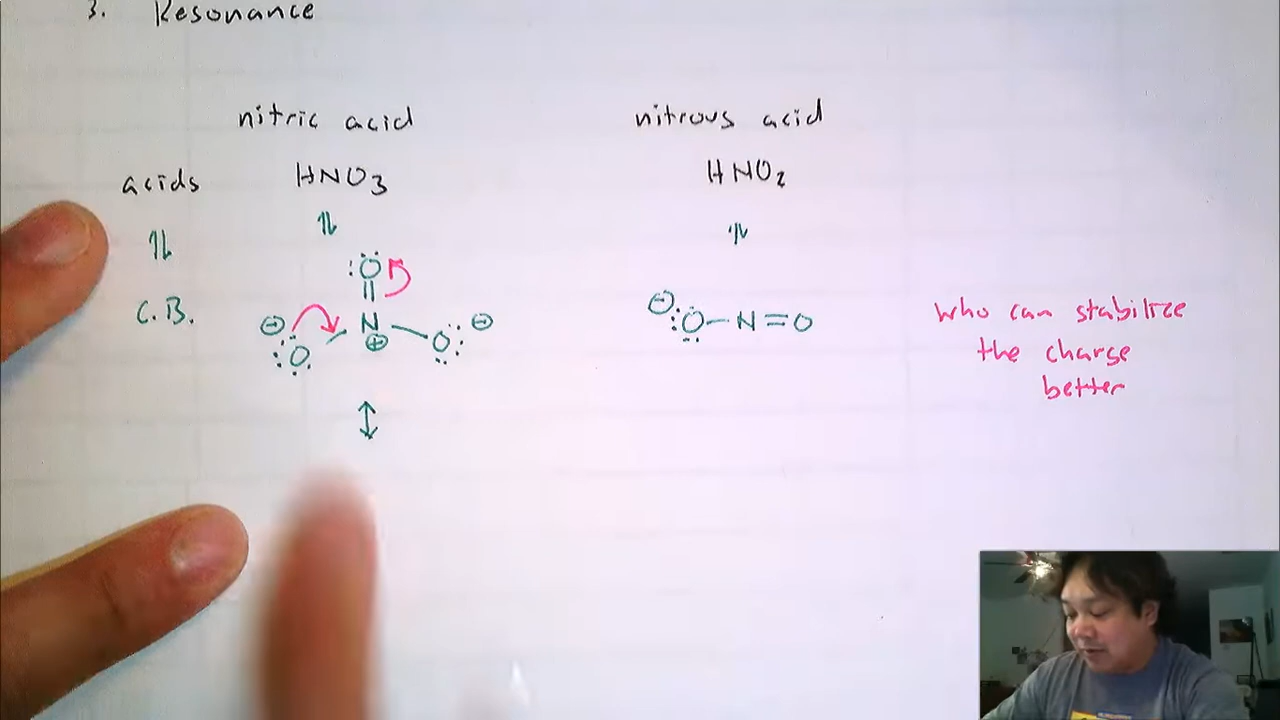 3. Resonance
nitric acid
nitrous acid
acids
HNO3
HNO2
⇌
⇌
⇌
C.B.
:Ö
||
⊖
:Ö
N
⊕
Ö:
⊖
⊖
:Ö—N=O
who can stabilize
the charge
better
↕